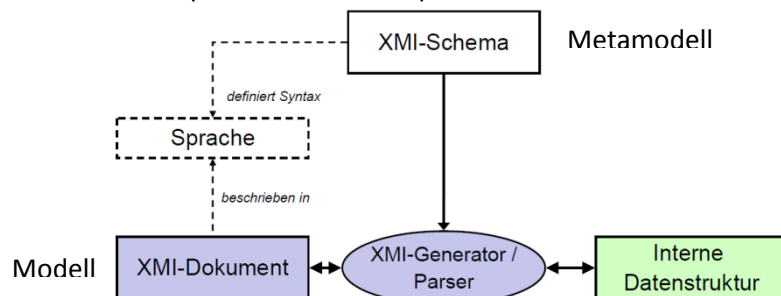 XMI-Schema
Metamodell
definiert Syntax
Sprache
beschrieben in
Modell
XMI-Dokument
XMI-Generator /
Parser
Interne
Datenstruktur